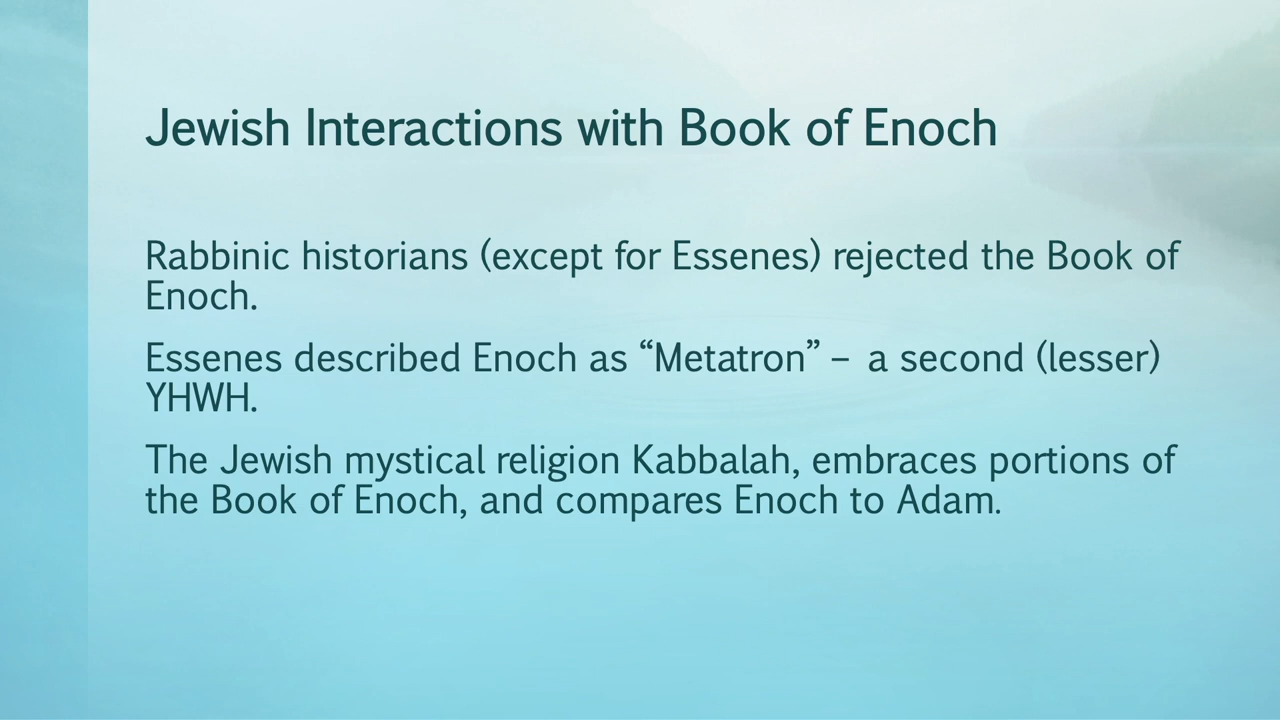 Jewish Interactions with Book of Enoch
Rabbinic historians (except for Essenes) rejected the Book of
Enoch.
Essenes described Enoch as “Metatron” – a second (lesser)
YHWH.
The Jewish mystical religion Kabbalah, embraces portions of
the Book of Enoch, and compares Enoch to Adam.